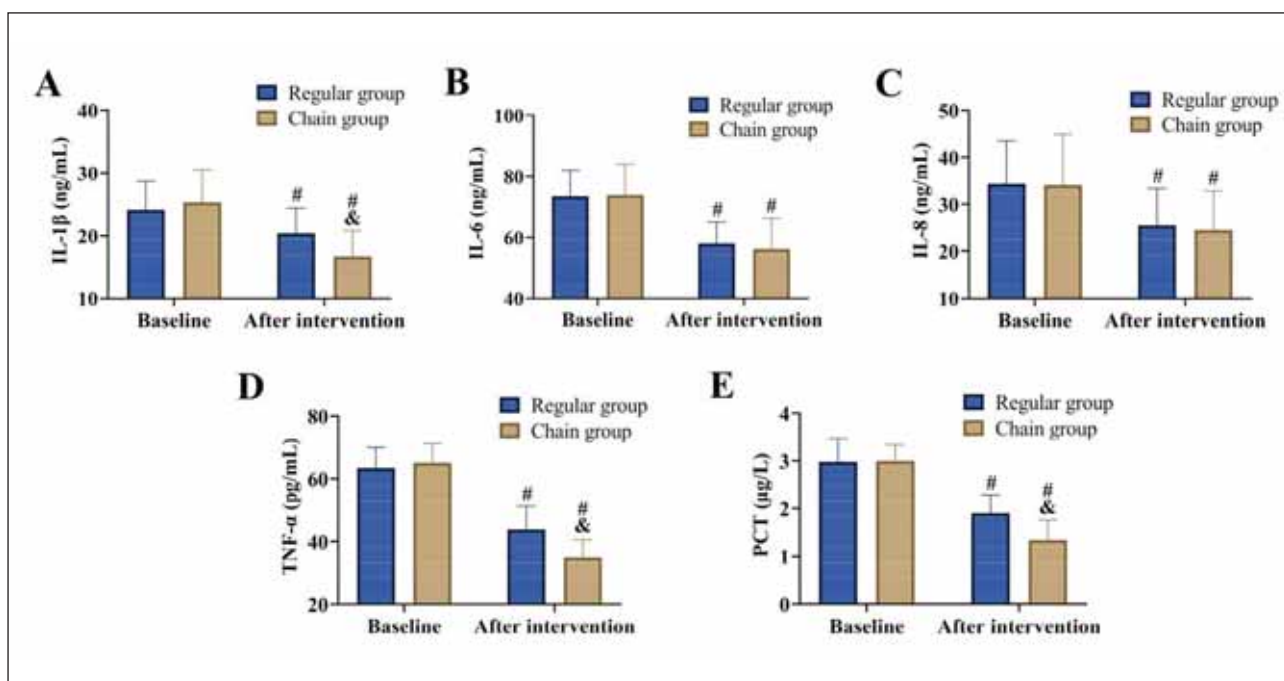 A
Regular group
Chain group
IL-1β (ng/mL)
40
30
20
10
#
#
&
Baseline
After intervention
B
Regular group
Chain group
IL-6 (ng/mL)
100
80
60
40
#
#
Baseline
After intervention
C
Regular group
Chain group
IL-8 (ng/mL)
50
40
30
20
10
#
#
Baseline
After intervention
D
Regular group
Chain group
TNF-α (pg/mL)
80
60
40
20
#
#
&
Baseline
After intervention
E
Regular group
Chain group
PCT (μg/L)
4
3
2
1
0
#
#
&
Baseline
After intervention